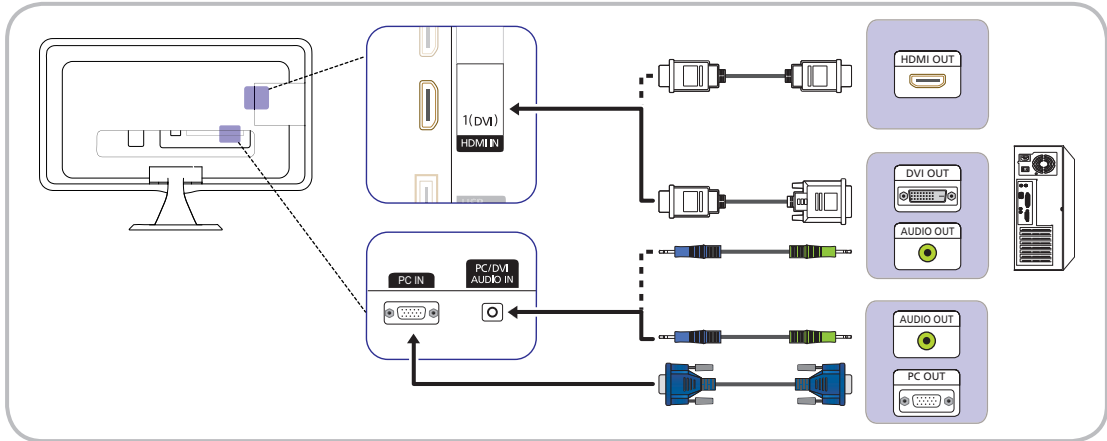 1(DVI)
HDMI IN
PC IN
PC/DVI
AUDIO IN
HDMI OUT
DVI OUT
AUDIO OUT
AUDIO OUT
PC OUT